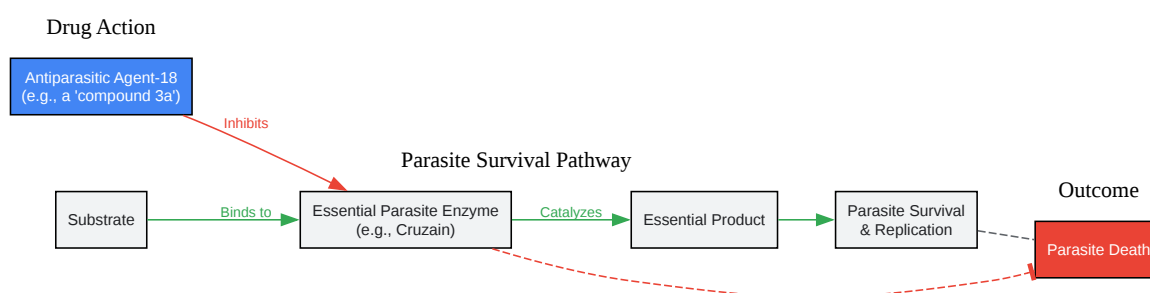 Drug Action
Antiparasitic Agent-18
(e.g., a 'compound 3a')
Inhibits
Parasite Survival Pathway
Outcome
Substrate
Binds to
Essential Parasite Enzyme
(e.g., Cruzain)
Catalyzes
Essential Product
Parasite Survival
& Replication
Parasite Death